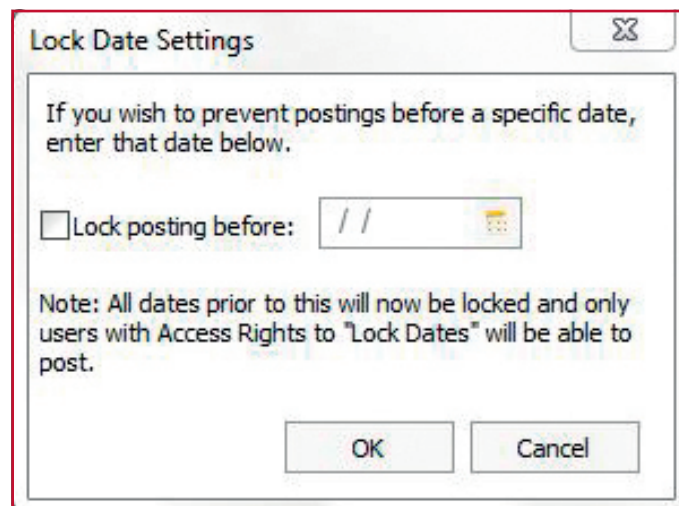 Lock Date Settings
If you wish to prevent postings before a specific date,
enter that date below.
Lock posting before: / /
Note: All dates prior to this will now be locked and only
users with Access Rights to "Lock Dates" will be able to
post.
OK Cancel